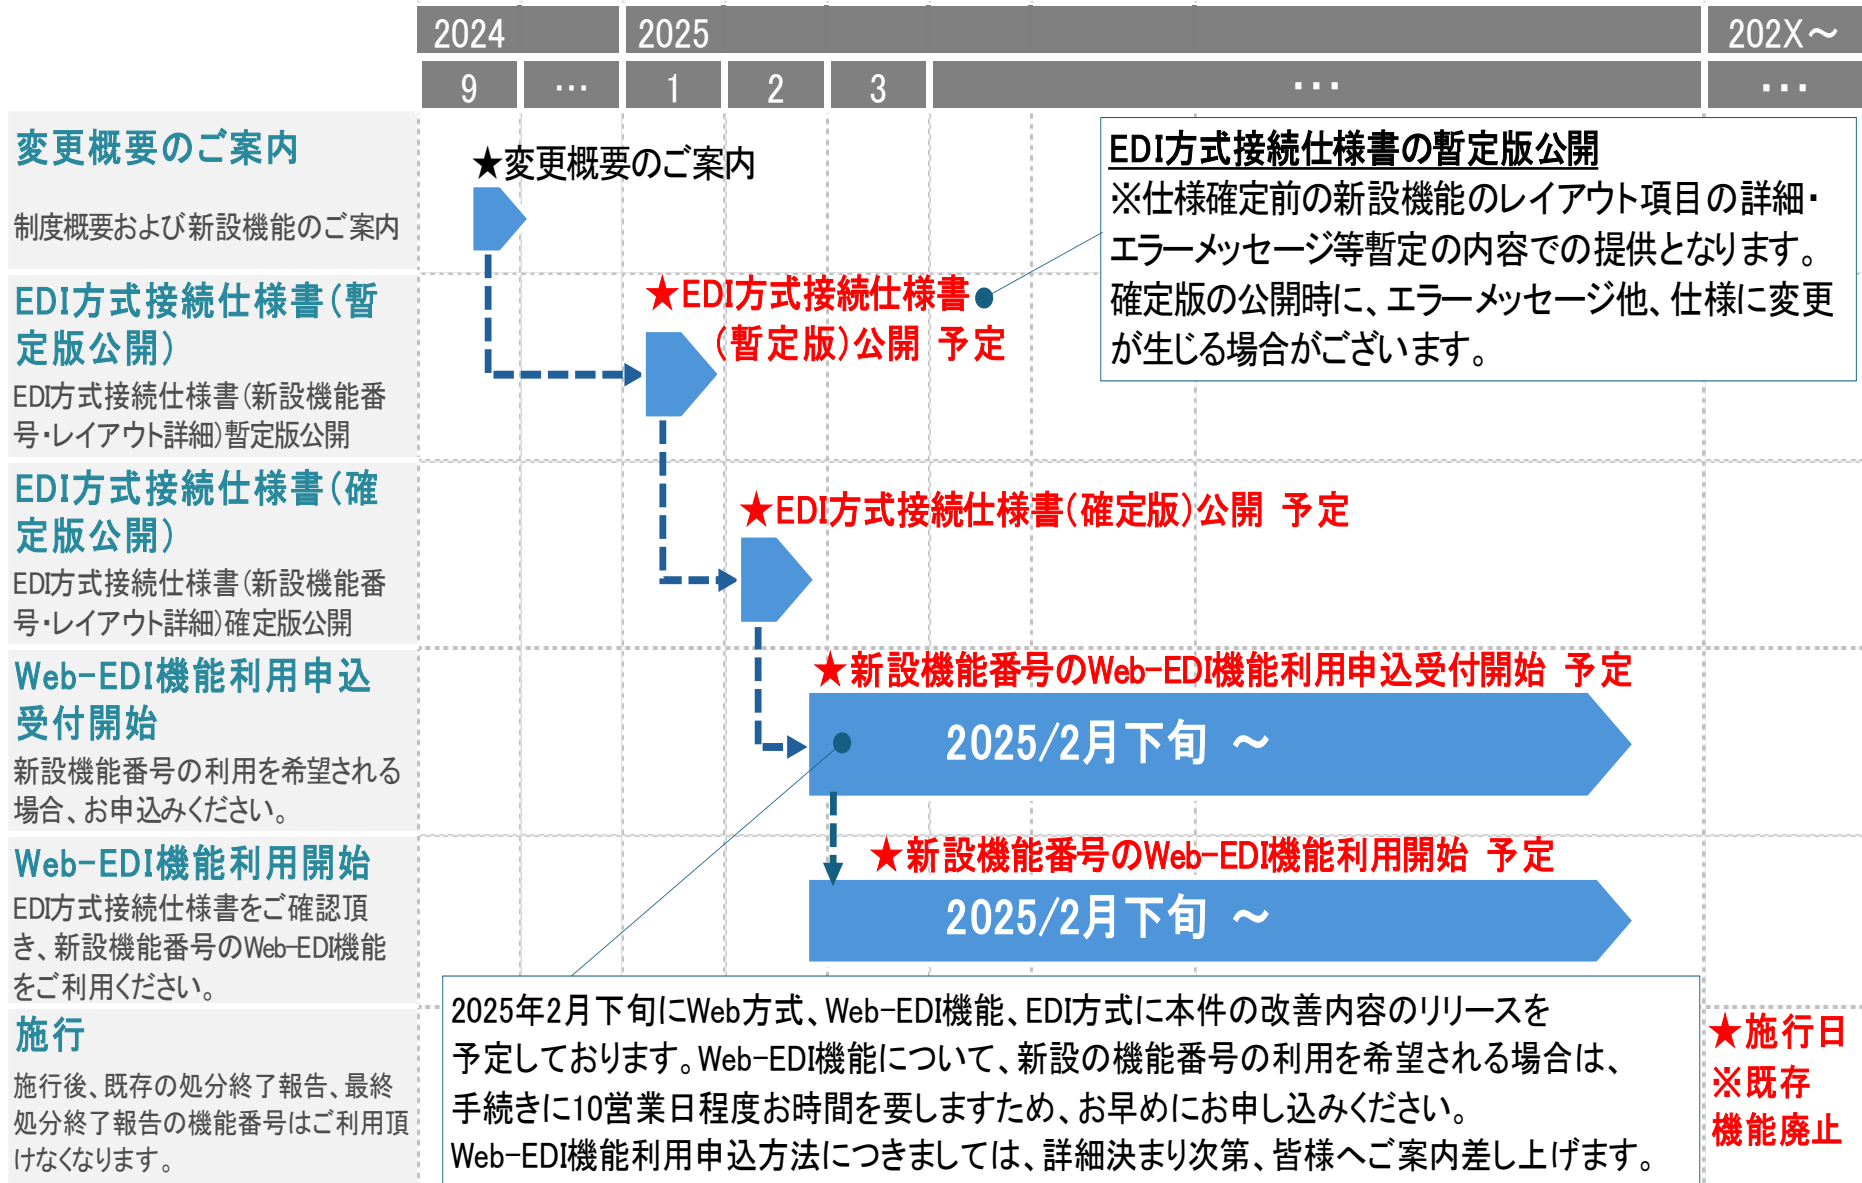 2024
2025
202X～
9
…
1
2
3
･･･
･･･
変更概要のご案内
制度概要および新設機能のご案内
★変更概要のご案内
EDI方式接続仕様書の暫定版公開
※仕様確定前の新設機能のレイアウト項目の詳細・
エラーメッセージ等暫定の内容での提供となります。
確定版の公開時に、エラーメッセージ他、仕様に変更
が生じる場合がございます。
EDI方式接続仕様書（暫
定版公開）
EDI方式接続仕様書（新設機能番
号・レイアウト詳細）暫定版公開
★EDI方式接続仕様書
（暫定版）公開 予定
EDI方式接続仕様書（確
定版公開）
EDI方式接続仕様書（新設機能番
号・レイアウト詳細）確定版公開
★EDI方式接続仕様書（確定版）公開 予定
Web-EDI機能利用申込
受付開始
新設機能番号の利用を希望される
場合、お申込みください。
★新設機能番号のWeb-EDI機能利用申込受付開始 予定
2025/2月下旬 ～
Web-EDI機能利用開始
EDI方式接続仕様書をご確認頂
き、新設機能番号のWeb-EDI機能
をご利用ください。
★新設機能番号のWeb-EDI機能利用開始 予定
2025/2月下旬 ～
施行
施行後、既存の処分終了報告、最終
処分終了報告の機能番号はご利用頂
けなくなります。
2025年2月下旬にWeb方式、Web-EDI機能、EDI方式に本件の改善内容のリリースを
予定しております。Web-EDI機能について、新設の機能番号の利用を希望される場合は、
手続きに10営業日程度お時間を要しますため、お早めにお申し込みください。
Web-EDI機能利用申込方法につきましては、詳細決まり次第、皆様へご案内差し上げます。
★施行日
※既存
機能廃止